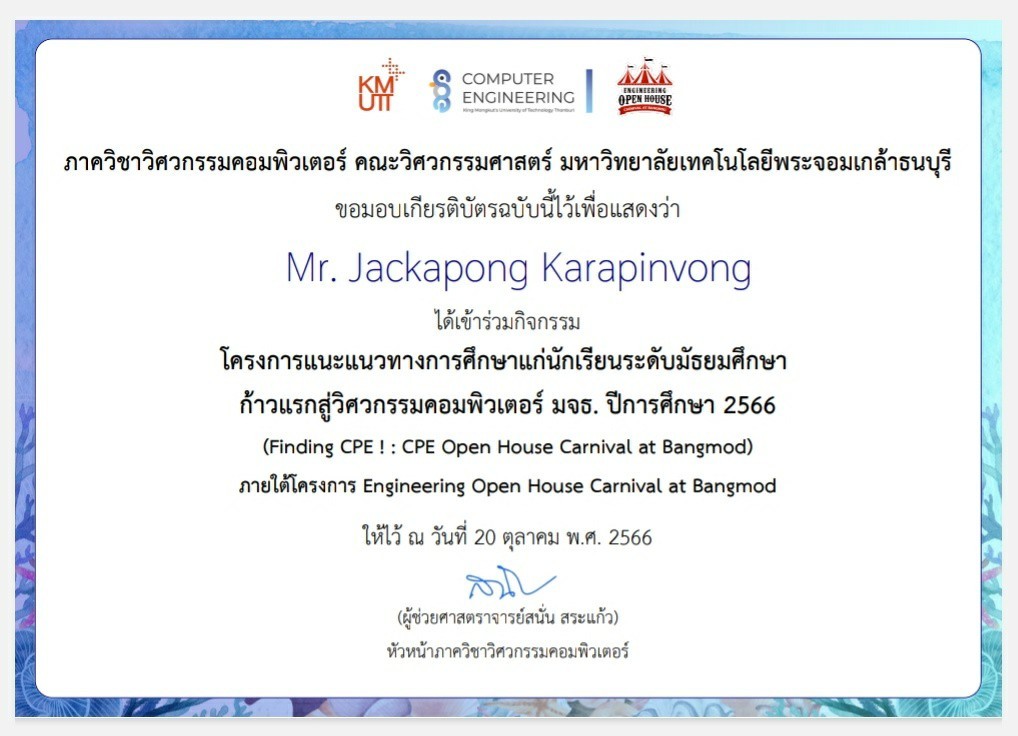 KMUTT
COMPUTER
ENGINEERING
King Mongkut's University of Technology Thonburi
ENGINEERING
OPEN HOUSE
CARNIVAL AT BANGMOD
ภาควิชาวิศวกรรมคอมพิวเตอร์ คณะวิศวกรรมศาสตร์ มหาวิทยาลัยเทคโนโลยีพระจอมเกล้าธนบุรี
ขอมอบเกียรติบัตรฉบับนี้ไว้เพื่อแสดงว่า
Mr. Jackapong Karapinvong
ได้เข้าร่วมกิจกรรม
โครงการแนะแนวทางการศึกษาแก่นักเรียนระดับมัธยมศึกษา
ก้าวแรกสู่วิศวกรรมคอมพิวเตอร์ มจธ. ปีการศึกษา 2566
(Finding CPE ! : CPE Open House Carnival at Bangmod)
ภายใต้โครงการ Engineering Open House Carnival at Bangmod
ให้ไว้ ณ วันที่ 20 ตุลาคม พ.ศ. 2566
(ผู้ช่วยศาสตราจารย์สนั่น สระแก้ว)
หัวหน้าภาควิชาวิศวกรรมคอมพิวเตอร์